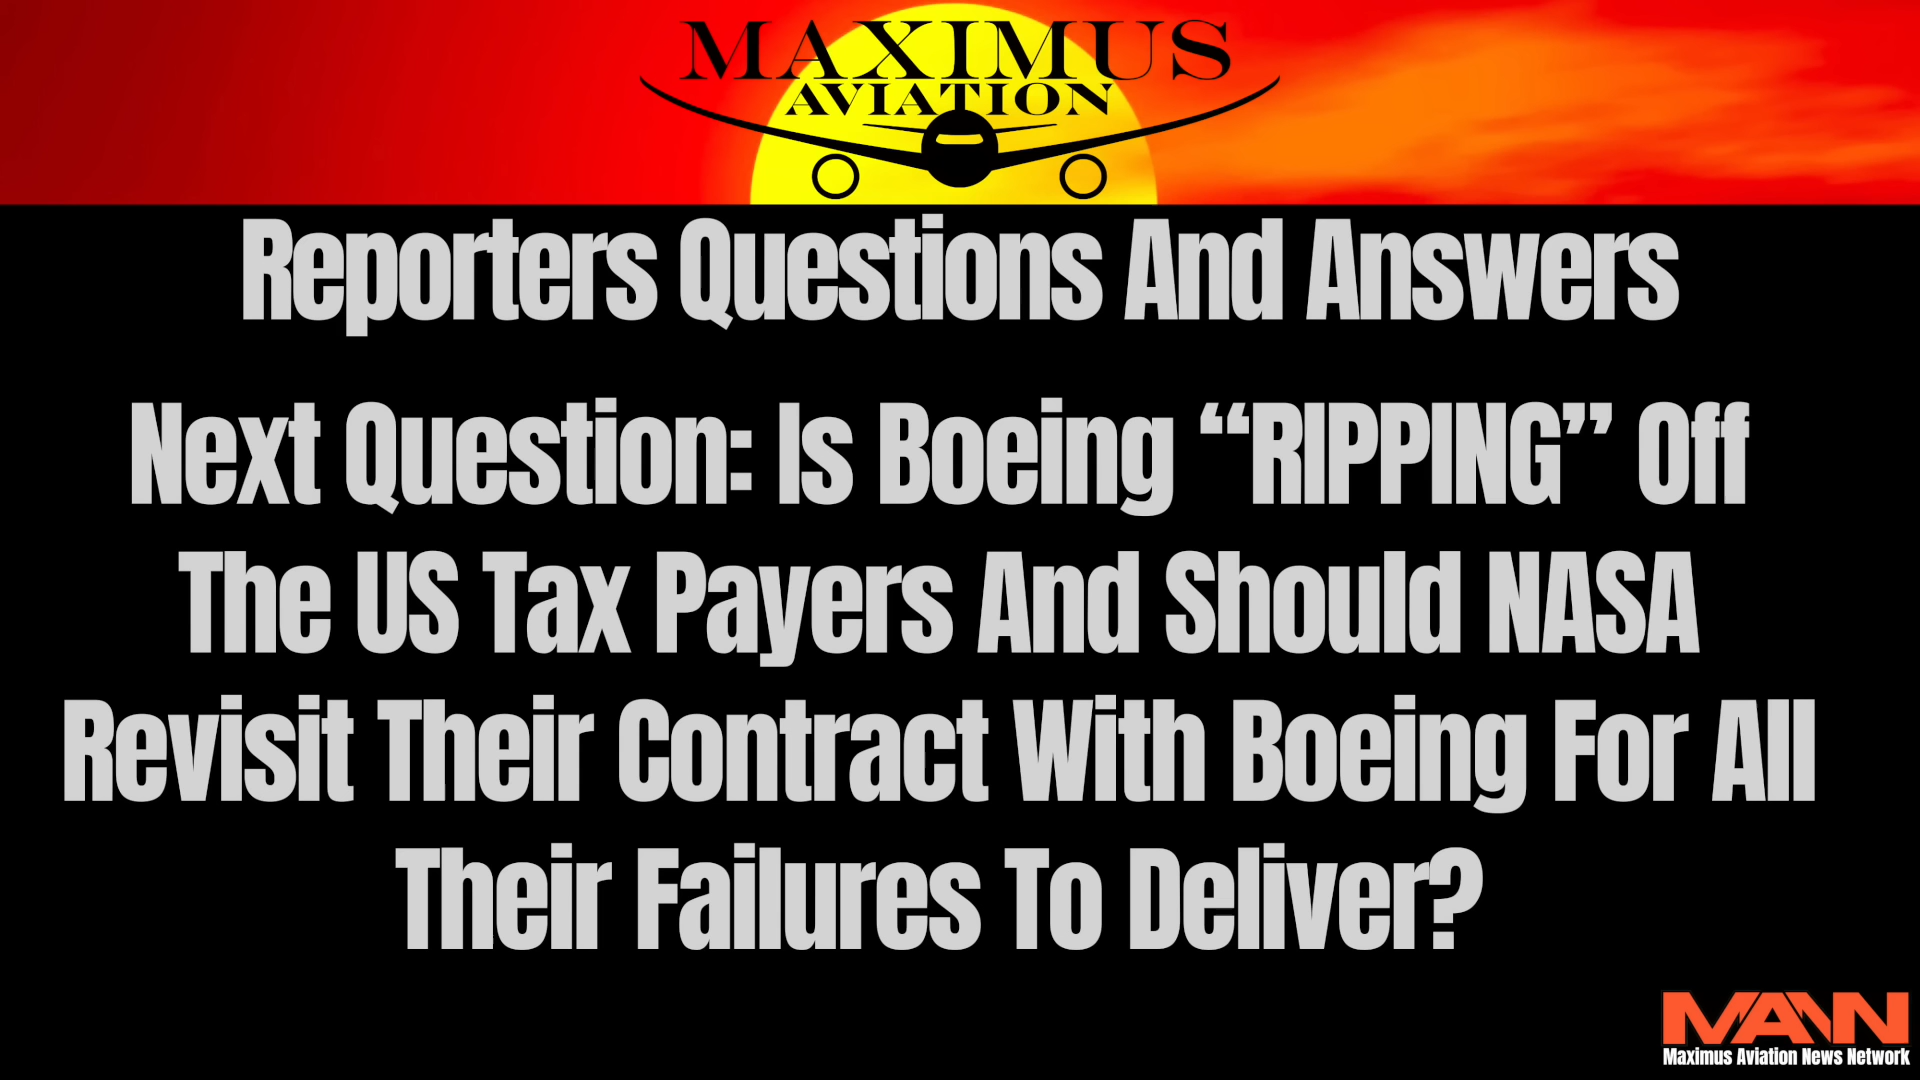 MAXIMUS
AVIATION
Reporters Questions And Answers
Next Question: Is Boeing “RIPPING” Off
The US Tax Payers And Should NASA
Revisit Their Contract With Boeing For All
Their Failures To Deliver?
MAN
Maximus Aviation News Network